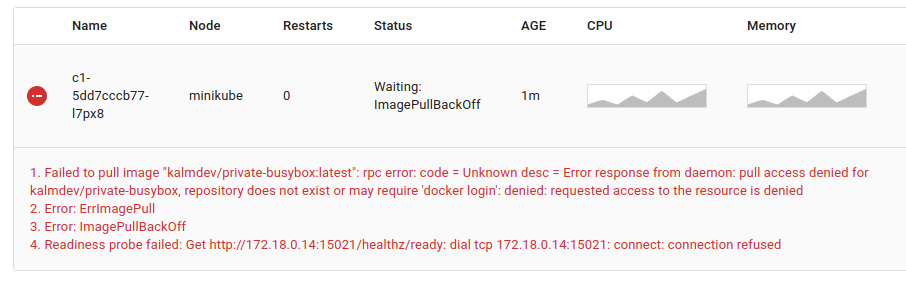 Name Node Restarts Status AGE CPU Memory
c1-
5dd7cccb77-
l7px8
minikube
0
Waiting:
ImagePullBackOff
1m
1. Failed to pull image "kalmdev/private-busybox:latest": rpc error: code = Unknown desc = Error response from daemon: pull access denied for
kalmdev/private-busybox, repository does not exist or may require 'docker login': denied: requested access to the resource is denied
2. Error: ErrImagePull
3. Error: ImagePullBackOff
4. Readiness probe failed: Get http://172.18.0.14:15021/healthz/ready: dial tcp 172.18.0.14:15021: connect: connection refused